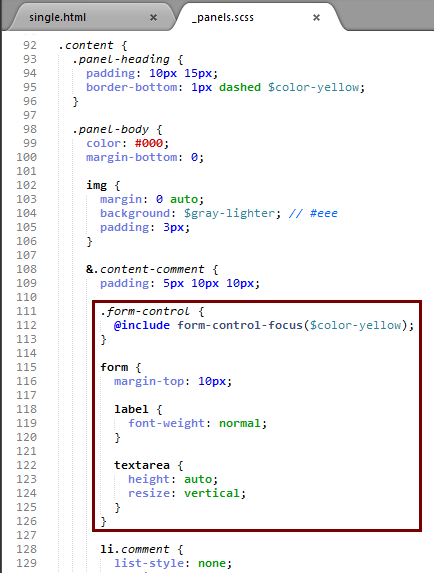 single.html × _panels.scss ×
92 .content {
93 .panel-heading {
94 padding: 10px 15px;
95 border-bottom: 1px dashed $color-yellow;
96 }
97
98 .panel-body {
99 color: #000;
100 margin-bottom: 0;
101
102 img {
103 margin: 0 auto;
104 background: $gray-lighter; // #eee
105 padding: 3px;
106 }
107
108 &.content-comment {
109 padding: 5px 10px 10px;
110
111 .form-control {
112 @include form-control-focus($color-yellow);
113 }
114
115 form {
116 margin-top: 10px;
117
118 label {
119 font-weight: normal;
120 }
121
122 textarea {
123 height: auto;
124 resize: vertical;
125 }
126 }
127
128 li.comment {
129 list-style: none;